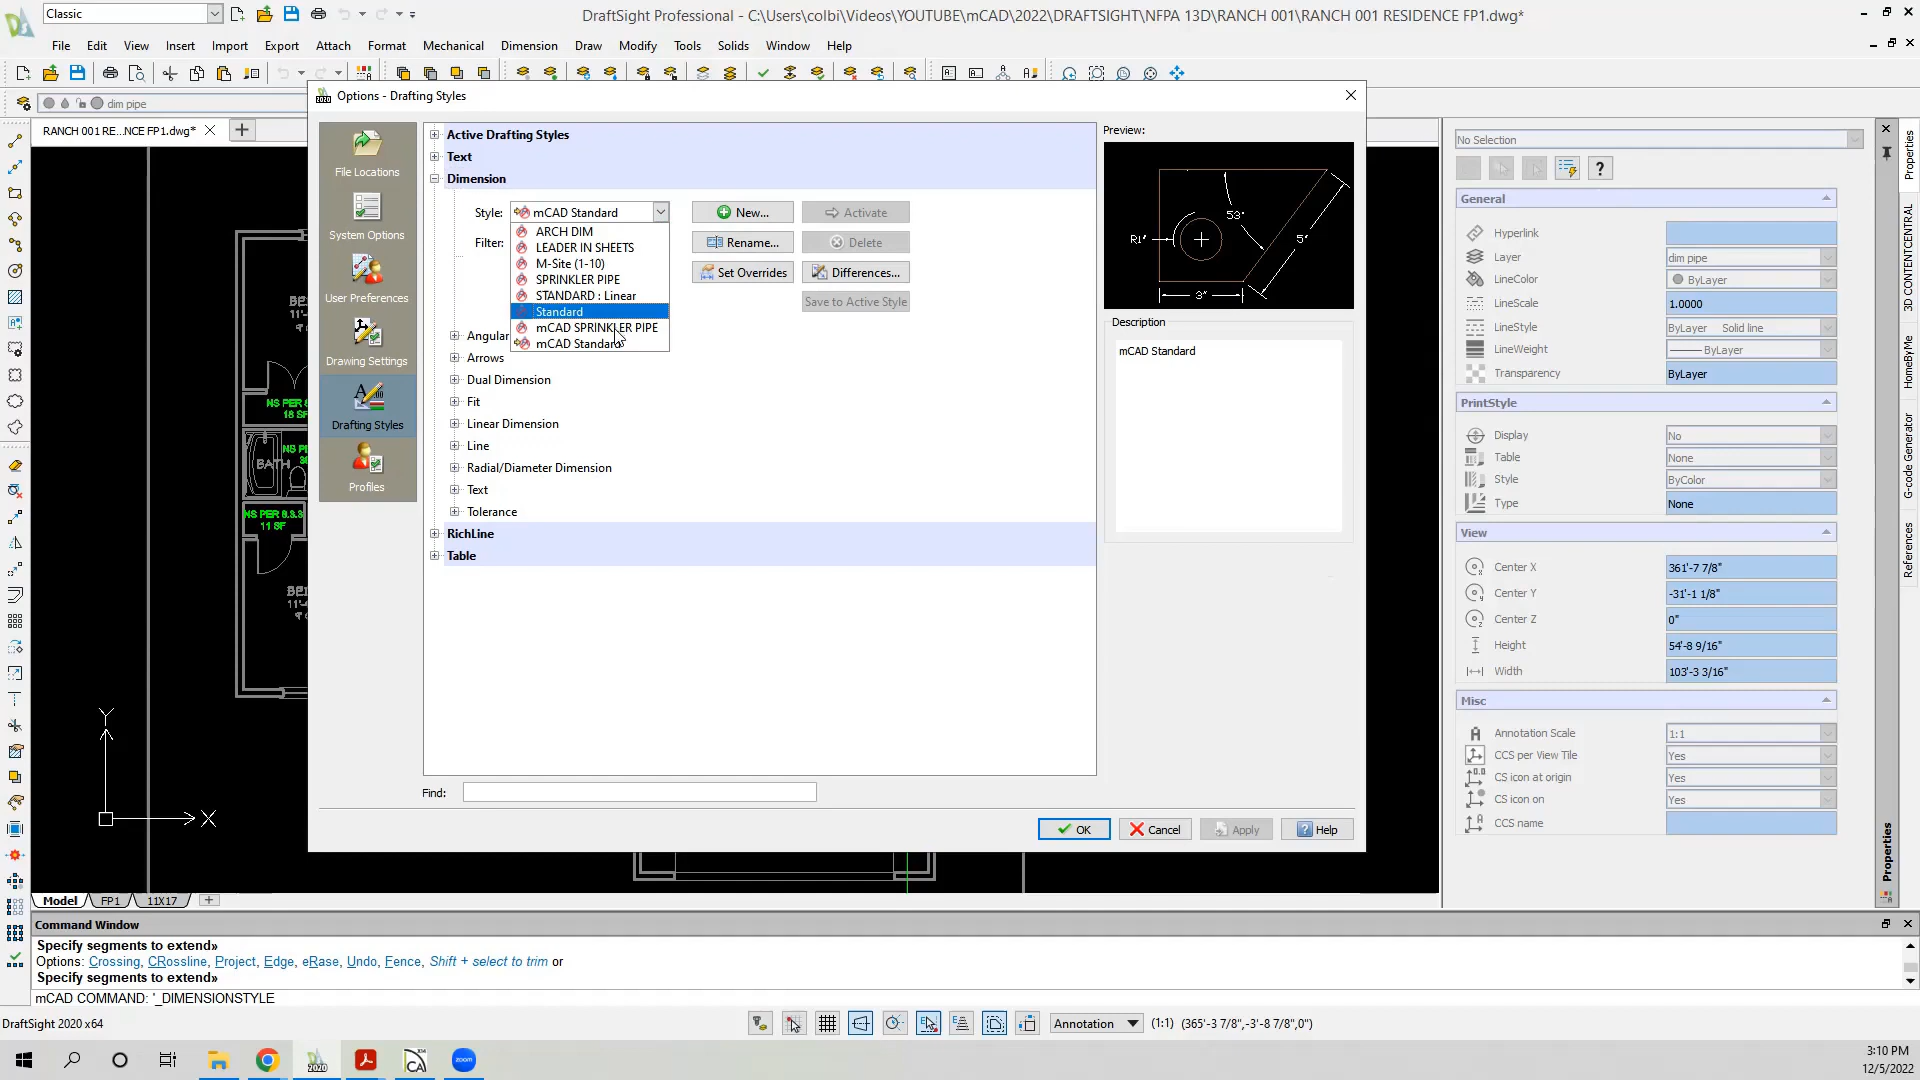 Classic
DraftSight Professional - C:\Users\colbi\Videos\YOUTUBE\mCAD\2022\DRAFTSIGHT\NFPA 13D\RANCH 001\RANCH 001 RESIDENCE FP1.dwg*
File Edit View Insert Import Export Attach Format Mechanical Dimension Draw Modify Tools Solids Window Help
dim pipe
RANCH 001 RE...NCE FP1.dwg*
Options - Drafting Styles
File Locations
System Options
User Preferences
Drawing Settings
Drafting Styles
Profiles
Active Drafting Styles
Text
Dimension
Style: mCAD Standard
New... Activate
Filter:
Rename... Delete
Set Overrides Differences...
Save to Active Style
ARCH DIM
LEADER IN SHEETS
M-Site (1-10)
SPRINKLER PIPE
STANDARD : Linear
Standard
mCAD SPRINKLER PIPE
mCAD Standard
Angular
Arrows
Dual Dimension
Fit
Linear Dimension
Line
Radial/Diameter Dimension
Text
Tolerance
RichLine
Table
Find:
OK Cancel Apply Help
Preview:
53°
R1"
5"
3"
Description
mCAD Standard
No Selection
General
Hyperlink
Layer dim pipe
LineColor ByLayer
LineScale 1.0000
LineStyle ByLayer Solid line
LineWeight ByLayer
Transparency ByLayer
PrintStyle
Display No
Table None
Style ByColor
Type None
View
Center X 361'-7 7/8"
Center Y -31'-1 1/8"
Center Z 0"
Height 54'-8 9/16"
Width 103'-3 3/16"
Misc
Annotation Scale 1:1
CCS per View Tile Yes
CS icon at origin Yes
CS icon on Yes
CCS name
Properties
3D CONTENTCENTRAL
HomeByMe
G-code Generator
References
Properties
18 SF
BATH
11 SF
Y
X
Model FP1 11X17
Command Window
Specify segments to extend»
Options: Crossing, CRossline, Project, Edge, eRase, Undo, Fence, Shift + select to trim or
Specify segments to extend»
mCAD COMMAND: '_DIMENSIONSTYLE
DraftSight 2020 x64
Annotation (1:1) (365'-3 7/8",-3'-8 7/8",0")
2020
CA
zoom
3:10 PM
12/5/2022